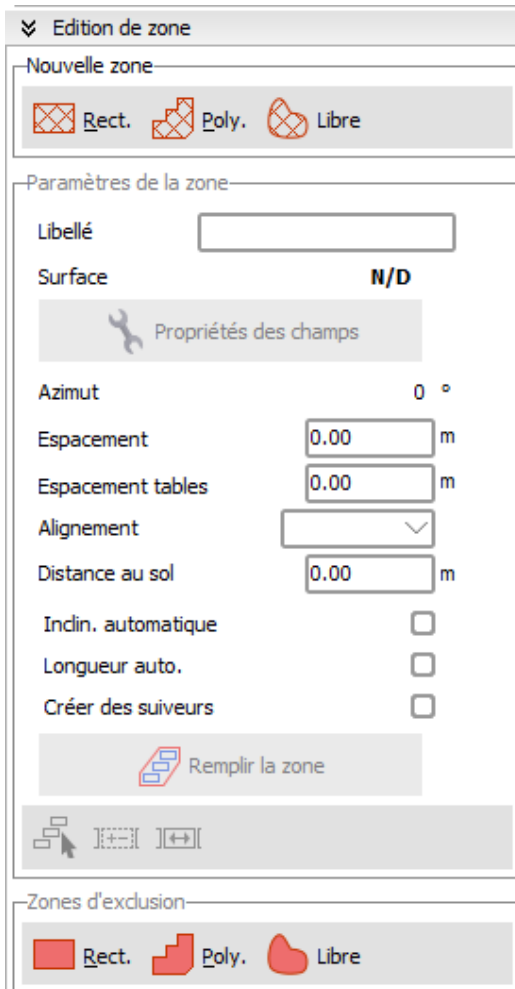 Edition de zone
Nouvelle zone
Rect. Poly. Libre
Paramètres de la zone
Libellé
Surface N/D
Propriétés des champs
Azimut 0 °
Espacement 0.00 m
Espacement tables 0.00 m
Alignement
Distance au sol 0.00 m
Inclin. automatique
Longueur auto.
Créer des suiveurs
Remplir la zone
Zones d'exclusion
Rect. Poly. Libre